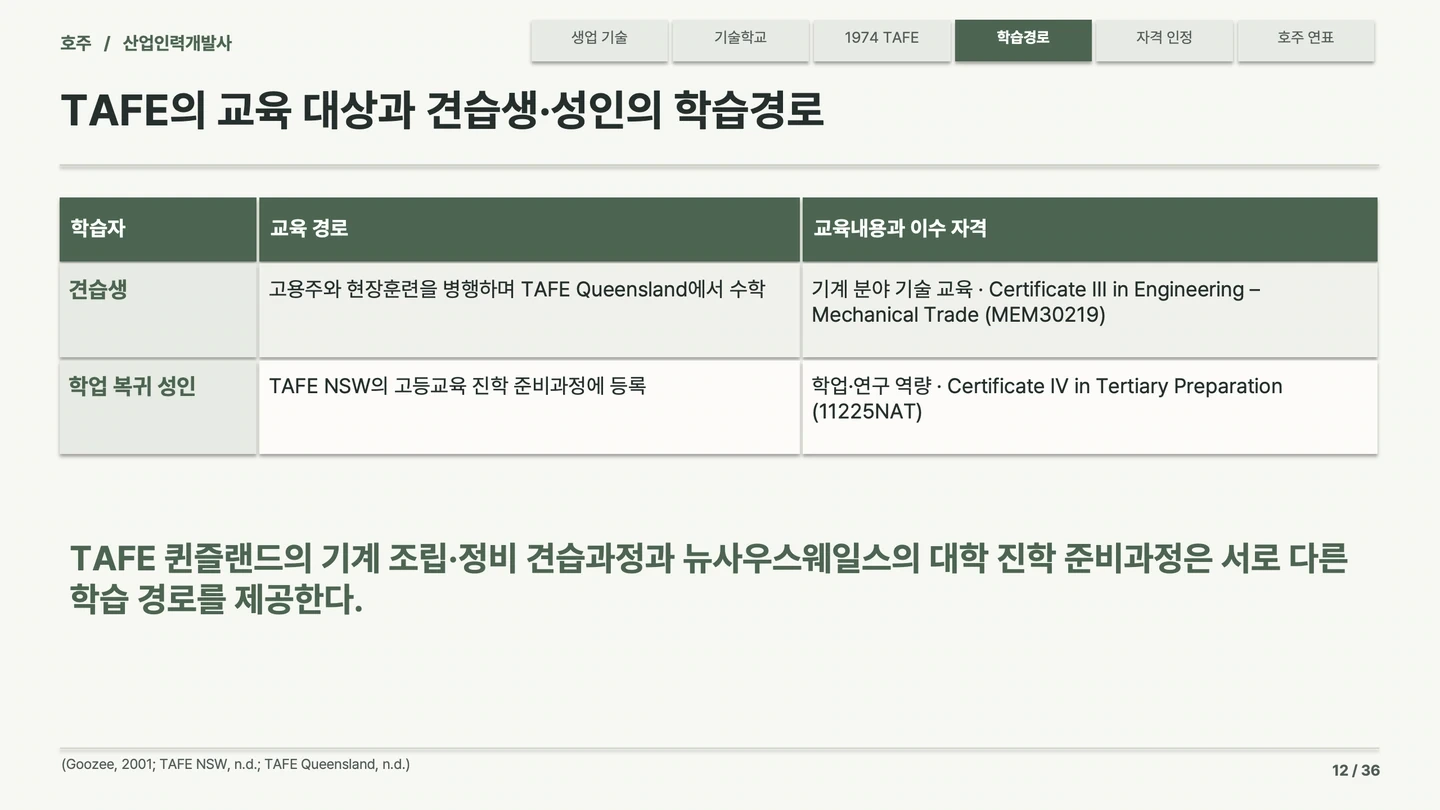 호주 / 산업인력개발사
생업 기술
기술학교
1974 TAFE
학습경로
자격 인정
호주 연표
TAFE의 교육 대상과 견습생·성인의 학습경로
학습자
교육 경로
교육내용과 이수 자격
견습생
고용주와 현장훈련을 병행하며 TAFE Queensland에서 수학
기계 분야 기술 교육 · Certificate III in Engineering –
Mechanical Trade (MEM30219)
학업 복귀 성인
TAFE NSW의 고등교육 진학 준비과정에 등록
학업·연구 역량 · Certificate IV in Tertiary Preparation
(11225NAT)
TAFE 퀸즐랜드의 기계 조립·정비 견습과정과 뉴사우스웨일스의 대학 진학 준비과정은 서로 다른
학습 경로를 제공한다.
(Goozee, 2001; TAFE NSW, n.d.; TAFE Queensland, n.d.)
12 / 36